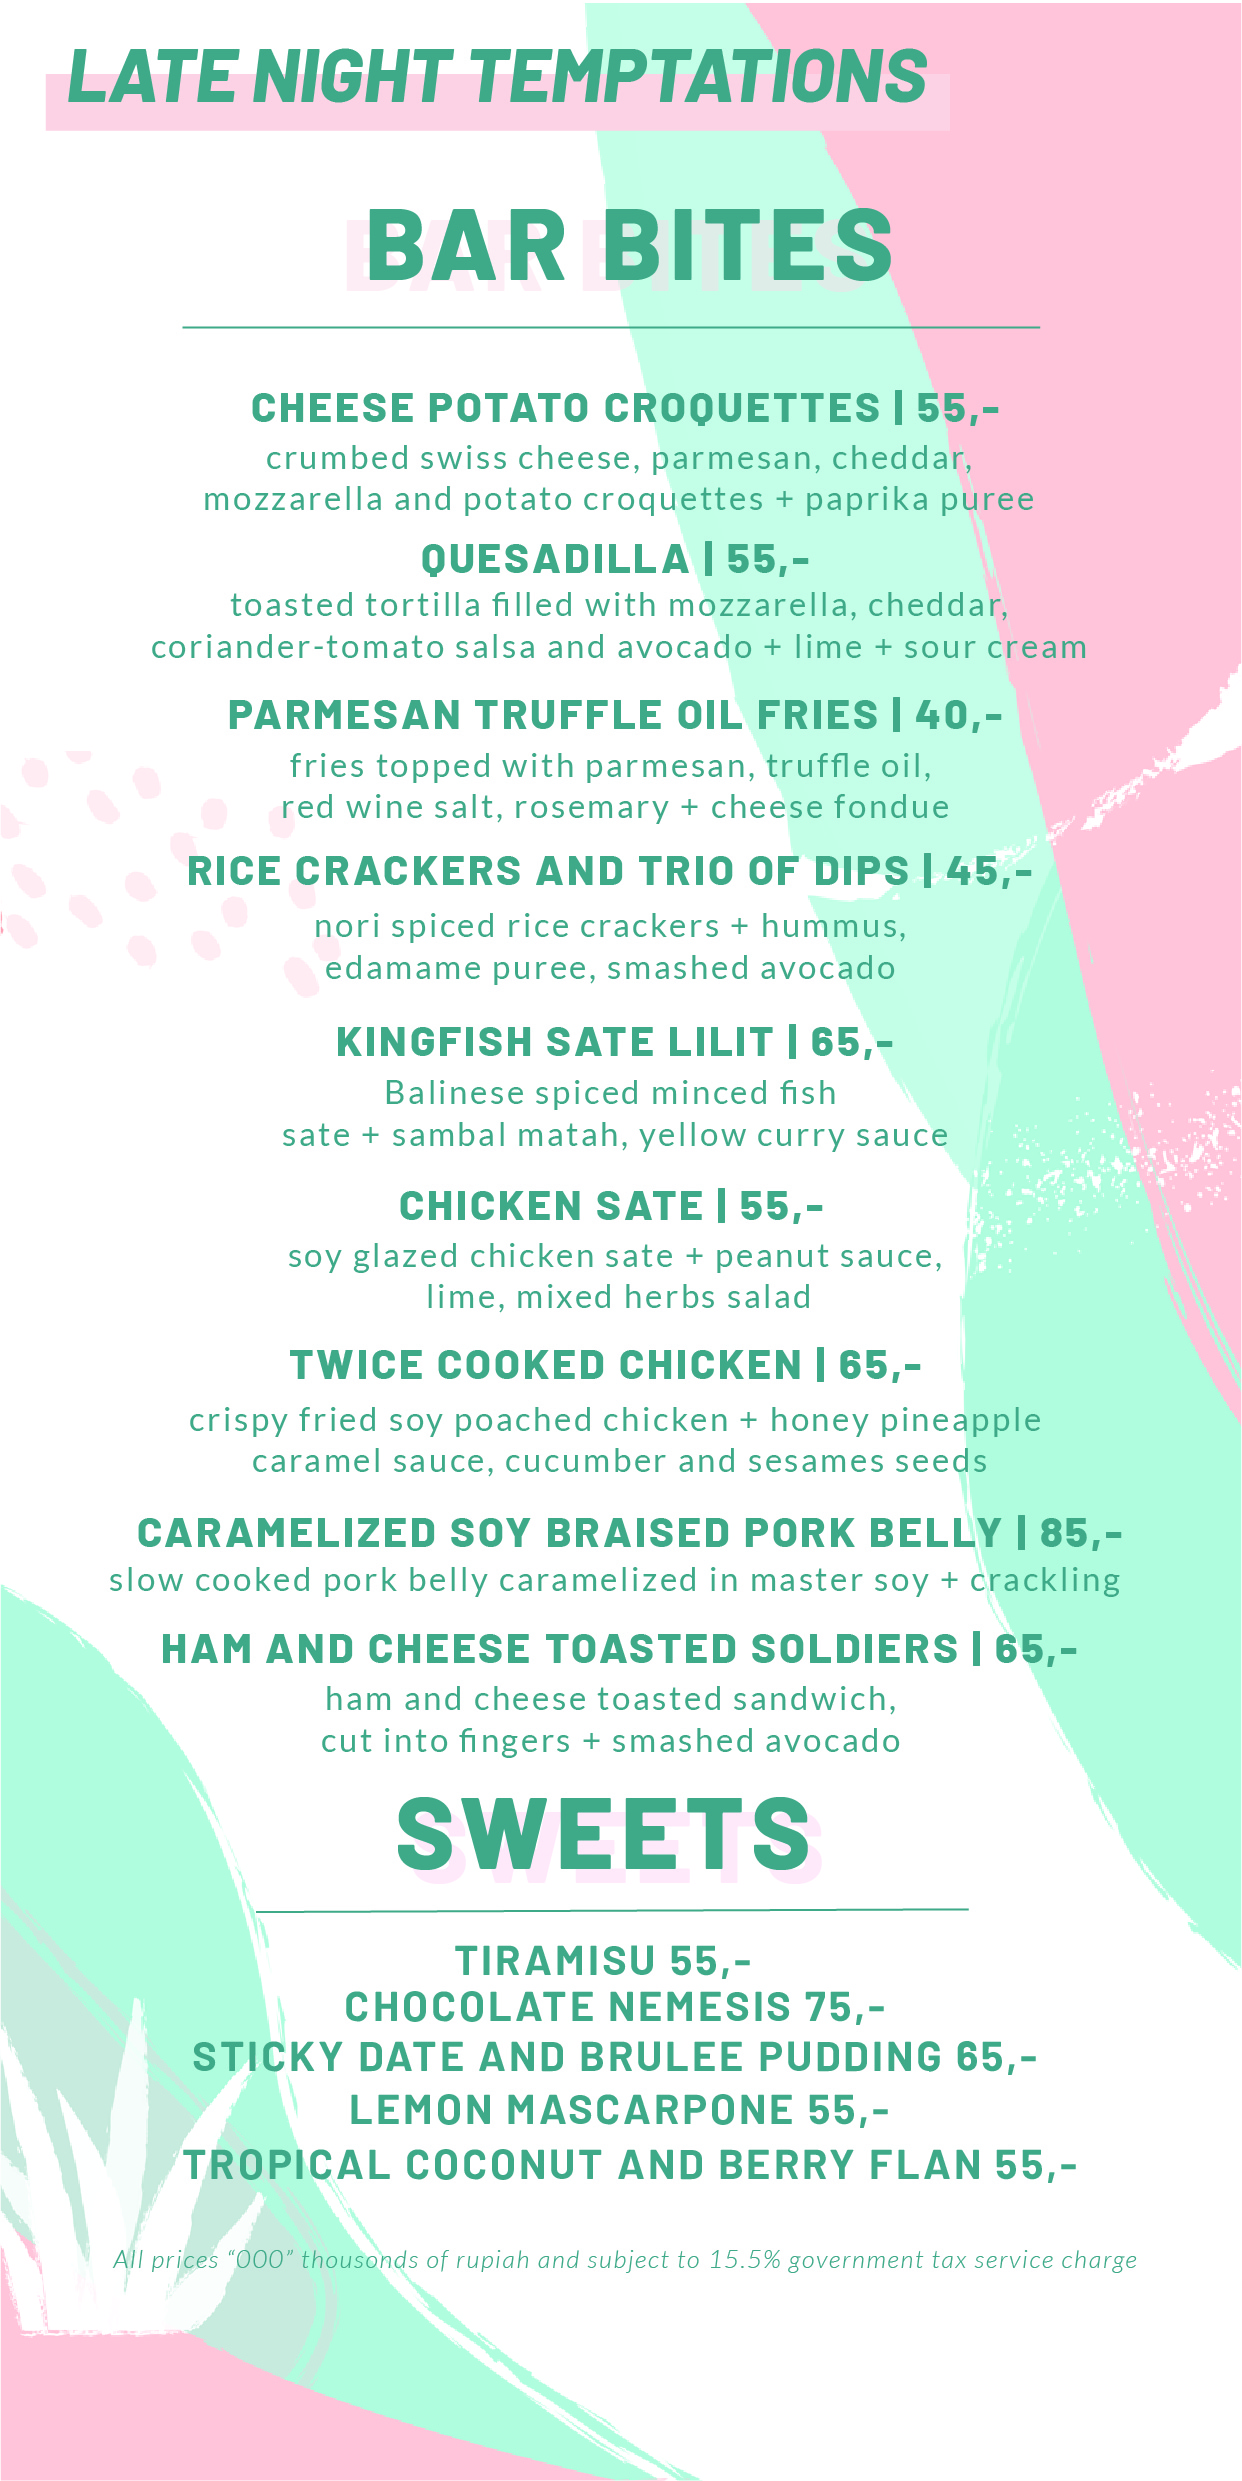 LATE NIGHT TEMPTATIONS
BAR BITES
CHEESE POTATO CROQUETTES | 55,-
crumbed swiss cheese, parmesan, cheddar,
mozzarella and potato croquettes + paprika puree
QUESADILLA | 55,-
toasted tortilla filled with mozzarella, cheddar,
coriander-tomato salsa and avocado + lime + sour cream
PARMESAN TRUFFLE OIL FRIES | 40,-
fries topped with parmesan, truffle oil,
red wine salt, rosemary + cheese fondue
RICE CRACKERS AND TRIO OF DIPS | 45,-
nori spiced rice crackers + hummus,
edamame puree, smashed avocado
KINGFISH SATE LILIT | 65,-
Balinese spiced minced fish
sate + sambal matah, yellow curry sauce
CHICKEN SATE | 55,-
soy glazed chicken sate + peanut sauce,
lime, mixed herbs salad
TWICE COOKED CHICKEN | 65,-
crispy fried soy poached chicken + honey pineapple
caramel sauce, cucumber and sesames seeds
CARAMELIZED SOY BRAISED PORK BELLY | 85,-
slow cooked pork belly caramelized in master soy + crackling
HAM AND CHEESE TOASTED SOLDIERS | 65,-
ham and cheese toasted sandwich,
cut into fingers + smashed avocado
SWEETS
TIRAMISU 55,-
CHOCOLATE NEMESIS 75,-
STICKY DATE AND BRULEE PUDDING 65,-
LEMON MASCARPONE 55,-
TROPICAL COCONUT AND BERRY FLAN 55,-
All prices “000” thousonds of rupiah and subject to 15.5% government tax service charge